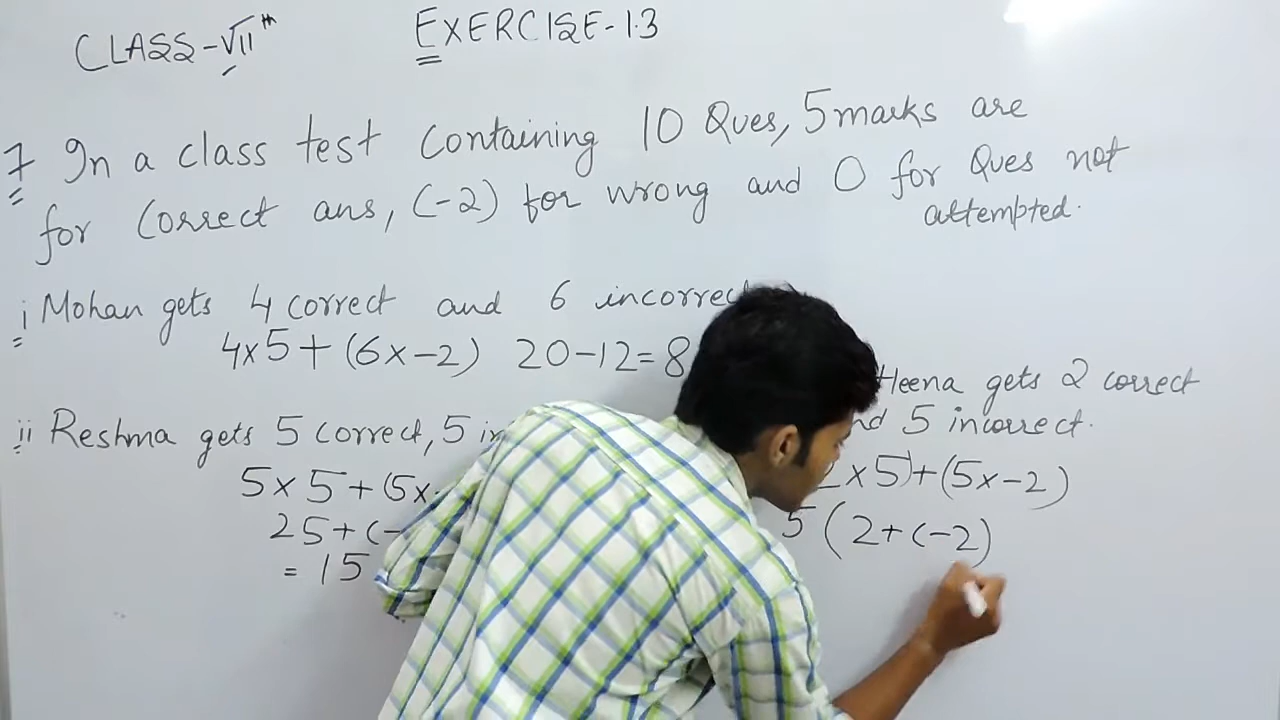 CLASS-VIIth
EXERCISE-1.3
7 In a class test containing 10 Ques, 5 marks are
for correct ans, (-2) for wrong and 0 for Ques not
attempted.
i Mohan gets 4 correct and 6 incorrect
4x5+(6x-2) 20-12=8
ii Reshma gets 5 correct, 5
5x5+(5x
25+(-
=15
Heena gets 2 correct
5 incorrect.
x5)+(5x-2)
5(2+(-2)